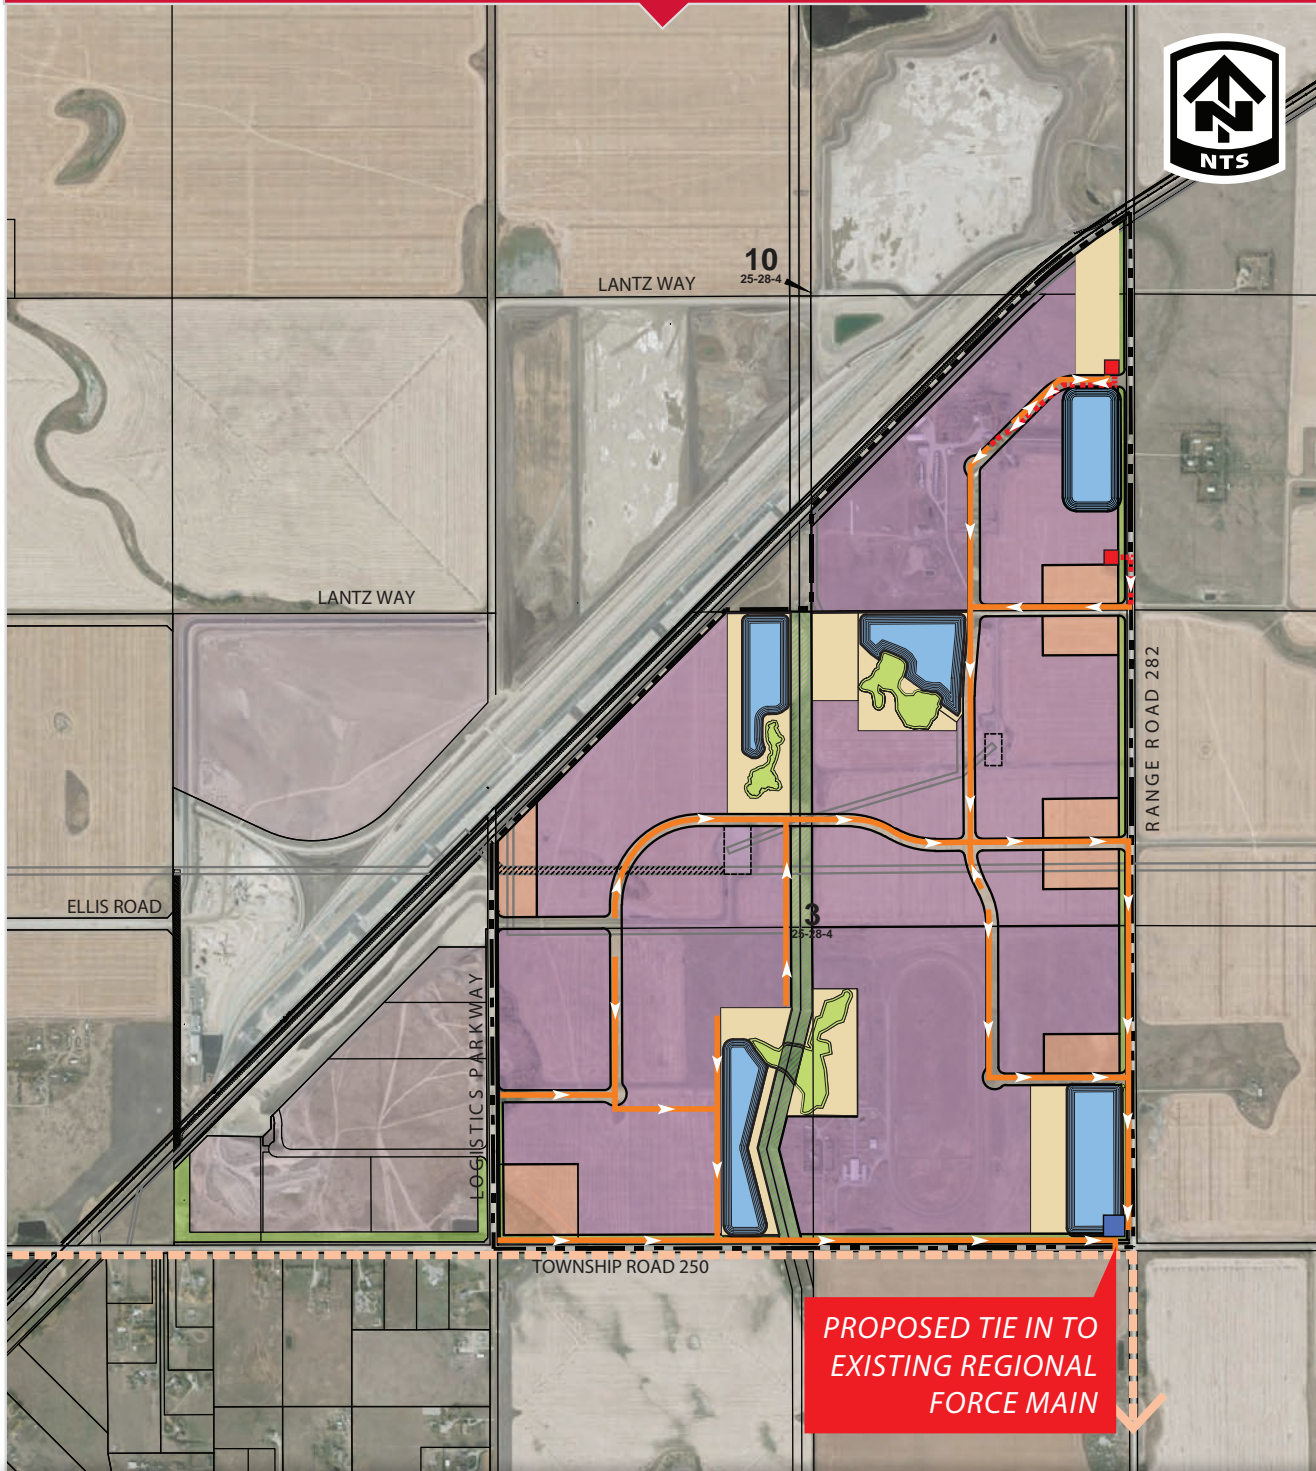 N
NTS
10
25-28-4
LANTZ WAY
LANTZ WAY
RANGE ROAD 282
ELLIS ROAD
3
25-28-4
LOGISTICS PARKWAY
TOWNSHIP ROAD 250
PROPOSED TIE IN TO
EXISTING REGIONAL
FORCE MAIN